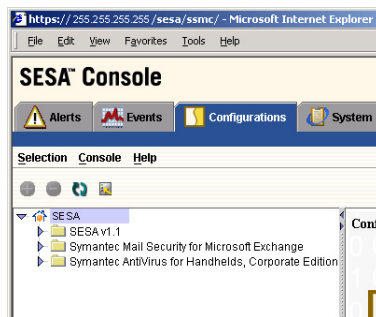 https://255.255.255.255/sesa/ssmc/ - Microsoft Internet Explorer
File Edit View Favorites Tools Help
SESA™ Console
Alerts Events Configurations System
Selection Console Help
SESA
SESA v1.1
Symantec Mail Security for Microsoft Exchange
Symantec AntiVirus for Handhelds, Corporate Edition